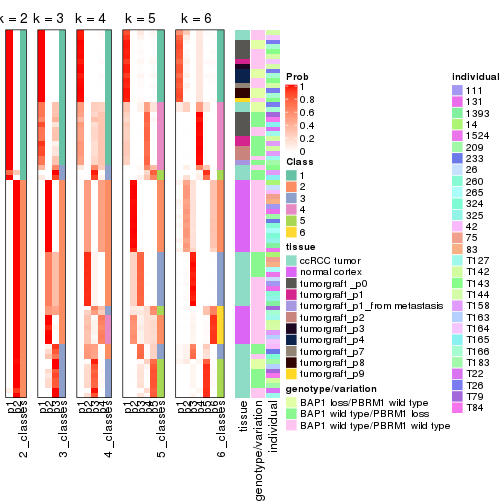 k = 2 k = 3 k = 4 k = 5 k = 6
Prob
1
0.8
0.6
0.4
0.2
0
Class
1
2
3
4
5
6
tissue
ccRCC tumor
normal cortex
tumorgraft _p0
tumorgraft_p1
tumorgraft_p1_from metastasis
tumorgraft_p2
tumorgraft_p3
tumorgraft_p4
tumorgraft_p7
tumorgraft_p8
tumorgraft_p9
genotype/variation
BAP1 loss/PBRM1 wild type
BAP1 wild type/PBRM1 loss
BAP1 wild type/PBRM1 wild type
individual
111
131
1393
14
1524
209
233
26
260
265
324
325
42
75
83
T127
T142
T143
T144
T158
T163
T164
T165
T166
T183
T22
T26
T79
T84
p1
p2
2_classes
p1
p2
p3
3_classes
p1
p2
p3
p4
4_classes
p1
p2
p3
p4
p5
5_classes
p1
p2
p3
p4
p5
p6
6_classes
tissue
genotype/variation
individual